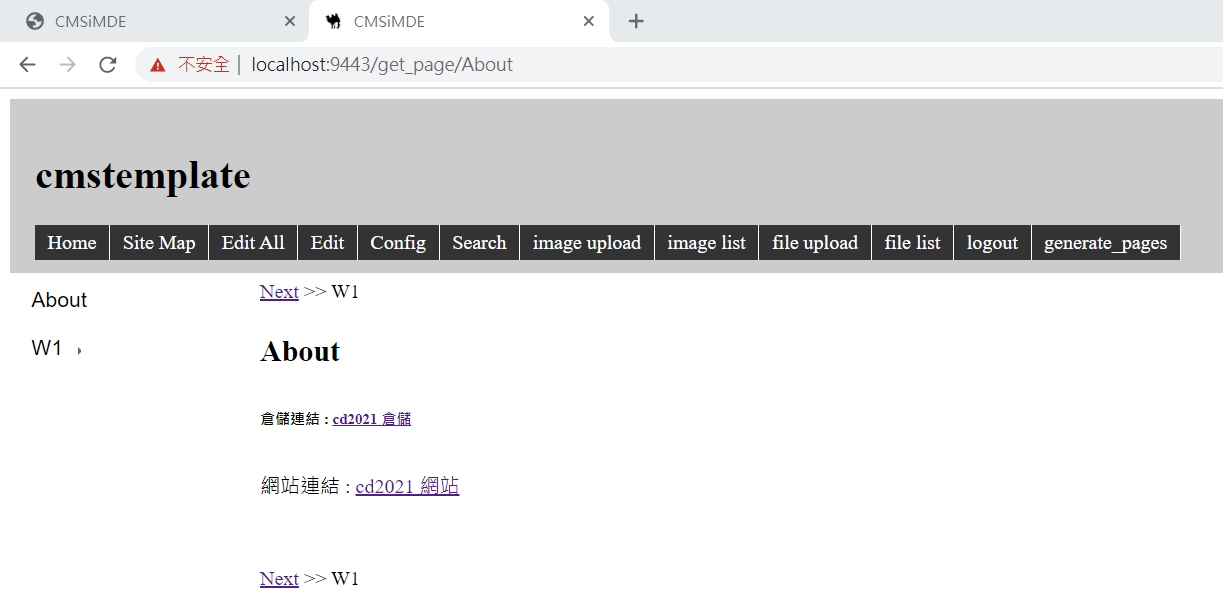 CMSiMDE CMSiMDE
不安全 | localhost:9443/get_page/About
cmstemplate
Home Site Map Edit All Edit Config Search image upload image list file upload file list logout generate_pages
About
W1
Next >> W1
About
倉儲連結 : cd2021 倉儲
網站連結 : cd2021 網站
Next >> W1